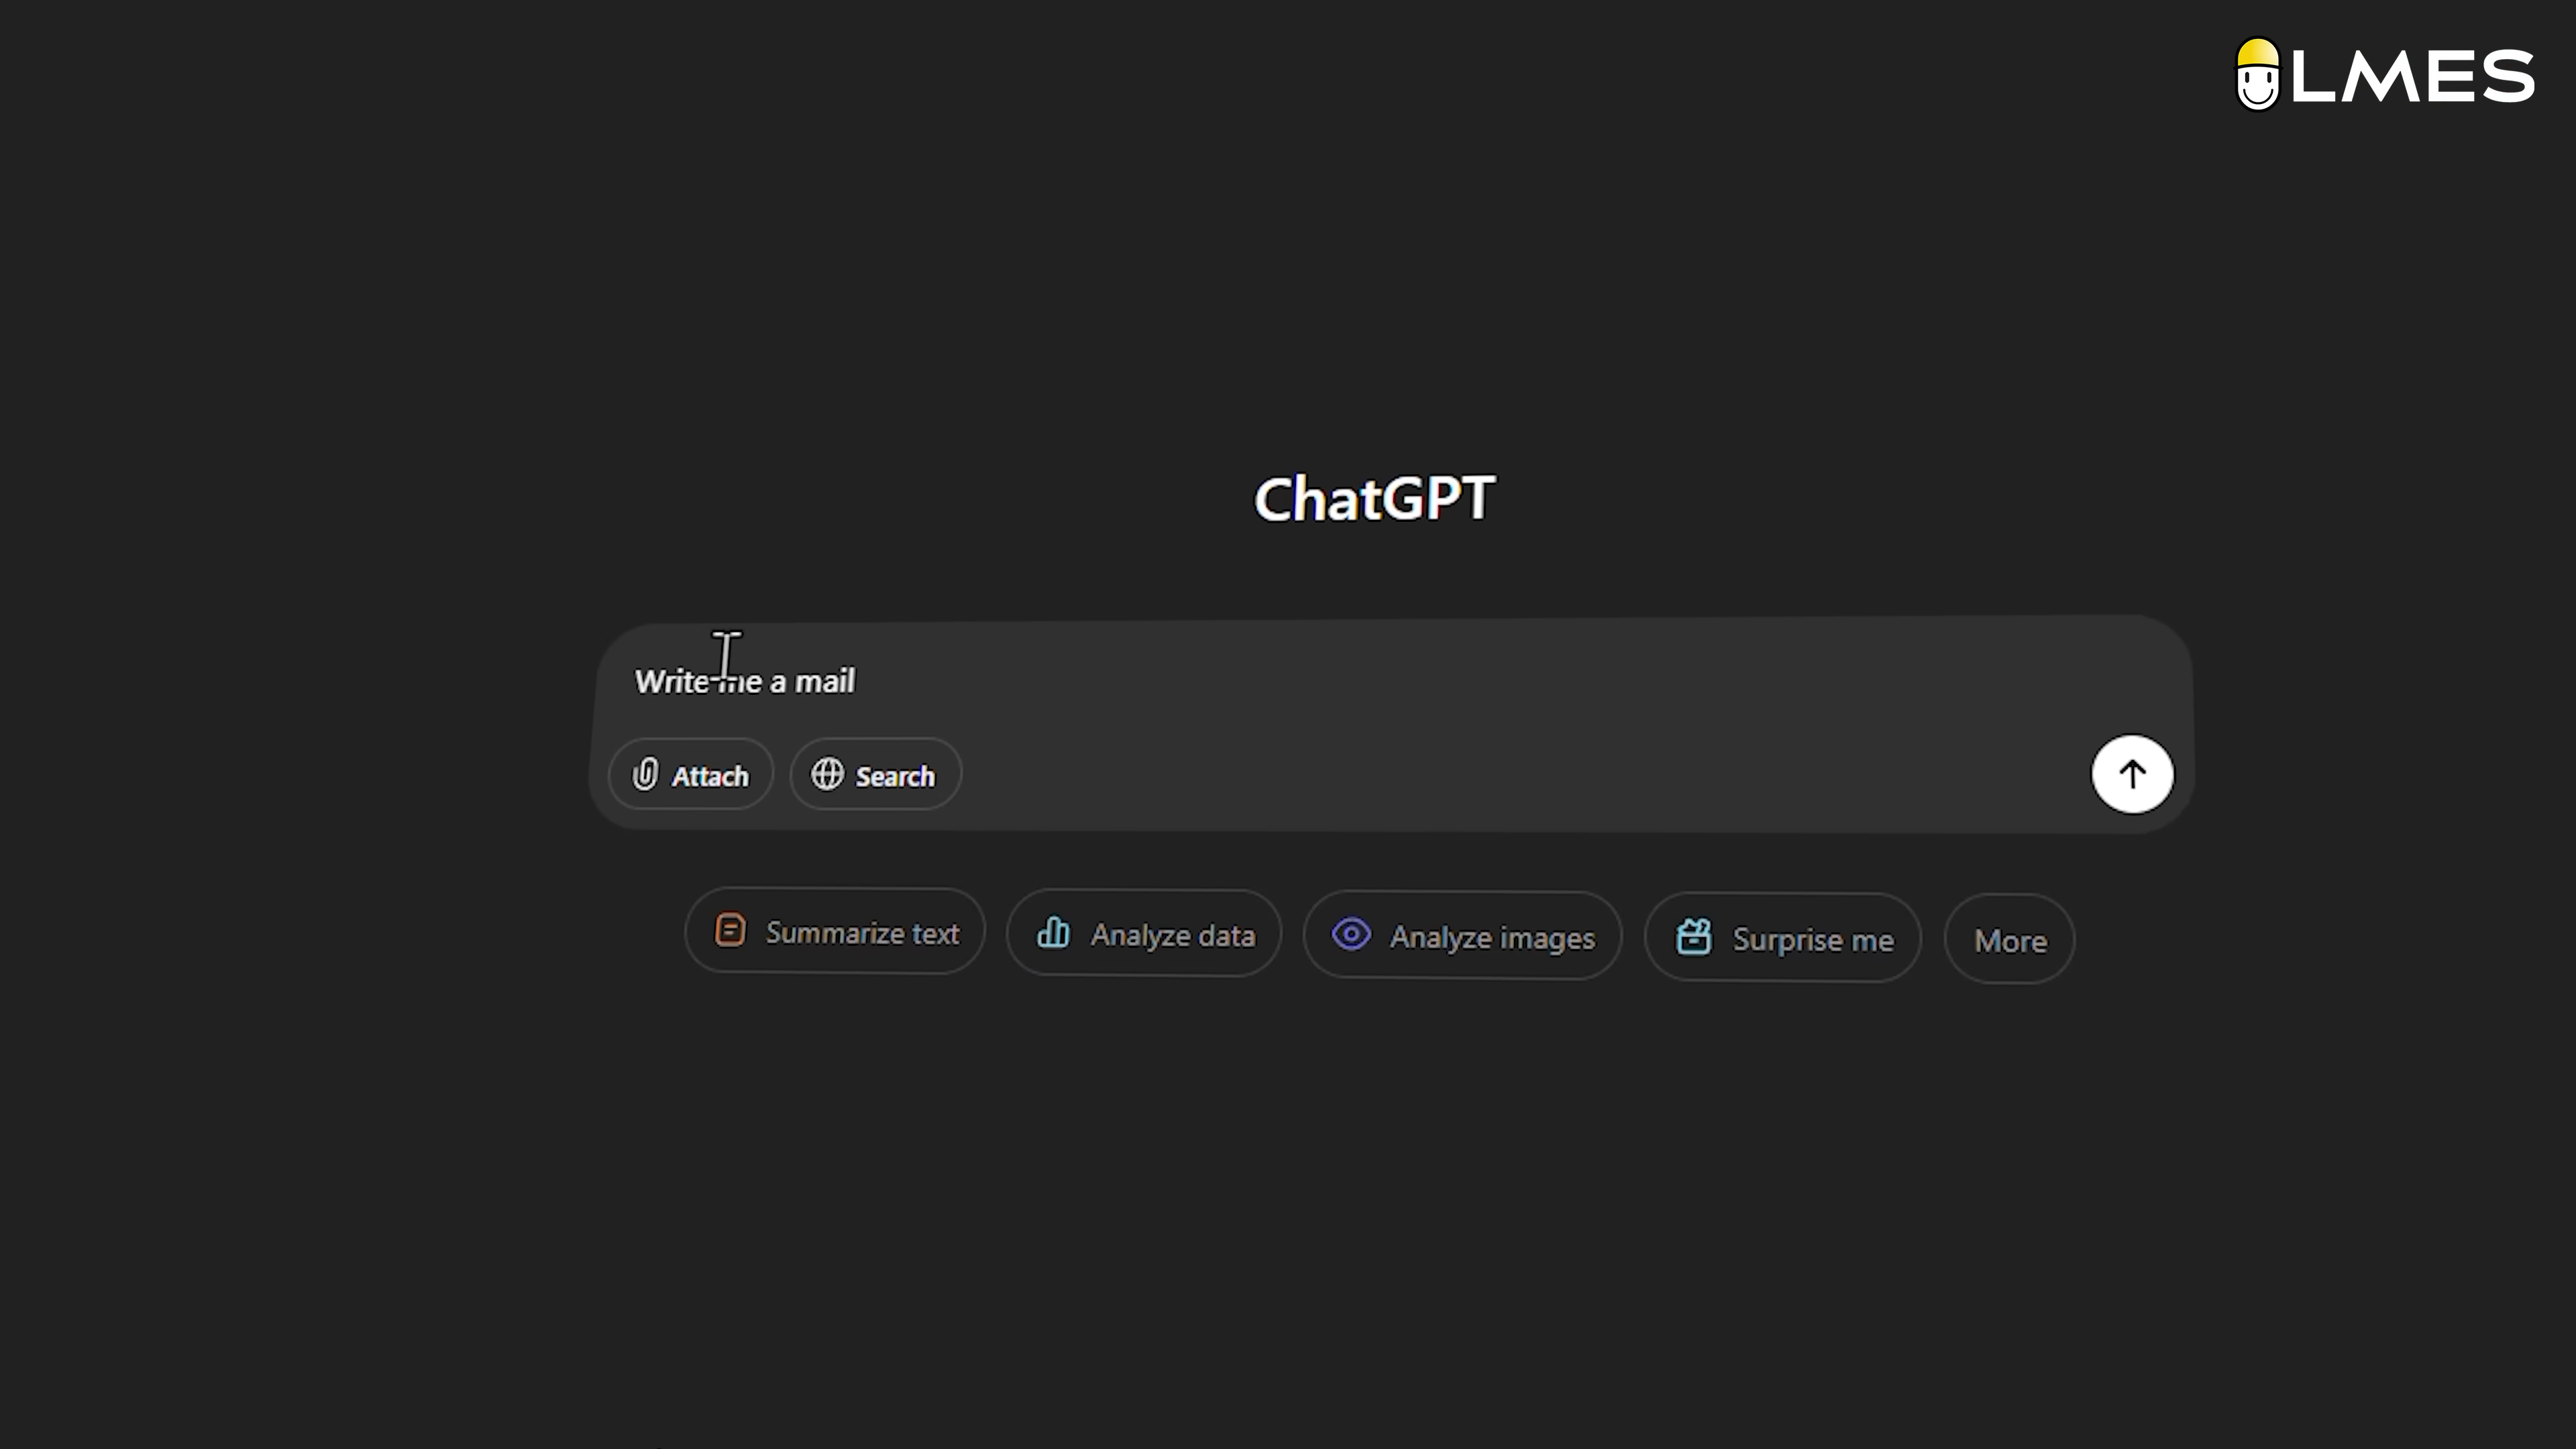 LMES
ChatGPT
Write me a mail
Attach
Search
Summarize text
Analyze data
Analyze images
Surprise me
More